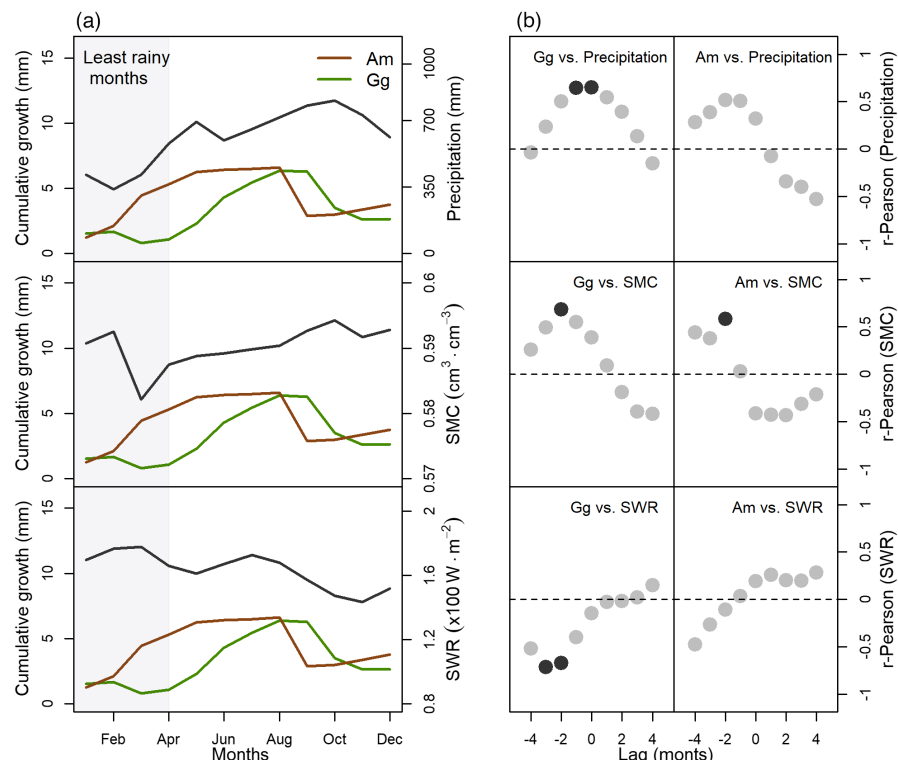 (a)
Least rainy
months
Am
Gg
Cumulative growth (mm)
0
5
10
15
Precipitation (mm)
0
350
700
1000
Cumulative growth (mm)
0
5
10
15
SMC (cm³ · cm⁻³)
0.57
0.58
0.59
0.6
Cumulative growth (mm)
0
5
10
15
SWR (x100 W · m⁻²)
0.8
1.2
1.6
2
Feb Apr Jun Aug Oct Dec
Months
(b)
Gg vs. Precipitation
Am vs. Precipitation
r-Pearson (Precipitation)
-1
-0.5
0
0.5
1
Gg vs. SMC
Am vs. SMC
r-Pearson (SMC)
-1
-0.5
0
0.5
1
Gg vs. SWR
Am vs. SWR
r-Pearson (SWR)
-1
-0.5
0
0.5
1
-4 -2 0 2 4 -4 -2 0 2 4
Lag (monts)